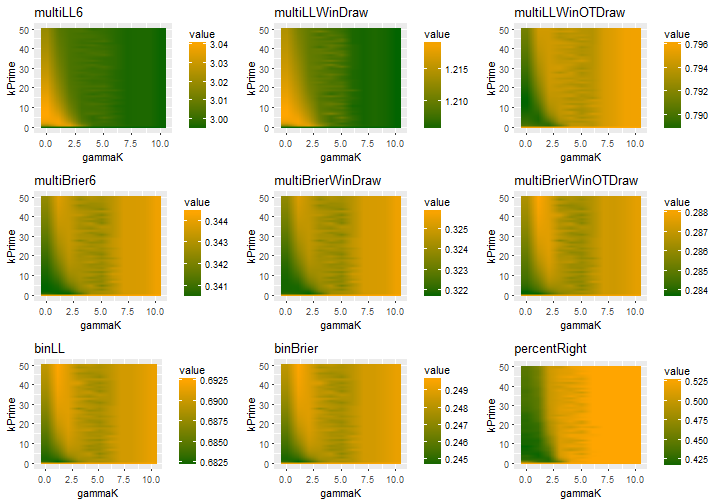 multiLL6
value
3.04
3.03
3.02
3.01
3.00
kPrime
50
40
30
20
10
0
0.0 2.5 5.0 7.5 10.0
gammaK
multiLLWinDraw
value
1.215
1.210
kPrime
50
40
30
20
10
0
0.0 2.5 5.0 7.5 10.0
gammaK
multiLLWinOTDraw
value
0.796
0.794
0.792
0.790
kPrime
50
40
30
20
10
0
0.0 2.5 5.0 7.5 10.0
gammaK
multiBrier6
value
0.344
0.343
0.342
0.341
kPrime
50
40
30
20
10
0
0.0 2.5 5.0 7.5 10.0
gammaK
multiBrierWinDraw
value
0.325
0.324
0.323
0.322
kPrime
50
40
30
20
10
0
0.0 2.5 5.0 7.5 10.0
gammaK
multiBrierWinOTDraw
value
0.288
0.287
0.286
0.285
0.284
kPrime
50
40
30
20
10
0
0.0 2.5 5.0 7.5 10.0
gammaK
binLL
value
0.6925
0.6900
0.6875
0.6850
0.6825
kPrime
50
40
30
20
10
0
0.0 2.5 5.0 7.5 10.0
gammaK
binBrier
value
0.249
0.248
0.247
0.246
0.245
kPrime
50
40
30
20
10
0
0.0 2.5 5.0 7.5 10.0
gammaK
percentRight
value
0.525
0.500
0.475
0.450
0.425
kPrime
50
40
30
20
10
0
0.0 2.5 5.0 7.5 10.0
gammaK